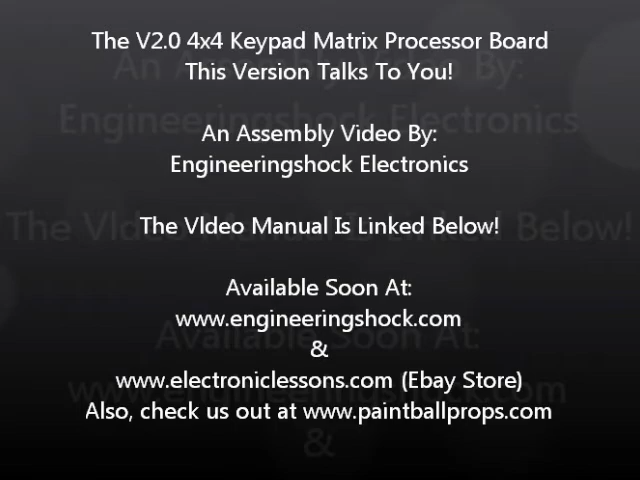 The V2.0 4x4 Keypad Matrix Processor Board
This Version Talks To You!
An Assembly Video By:
Engineeringshock Electronics
The VIdeo Manual Is Linked Below!
Available Soon At:
www.engineeringshock.com
&
www.electroniclessons.com (Ebay Store)
Also, check us out at www.paintballprops.com